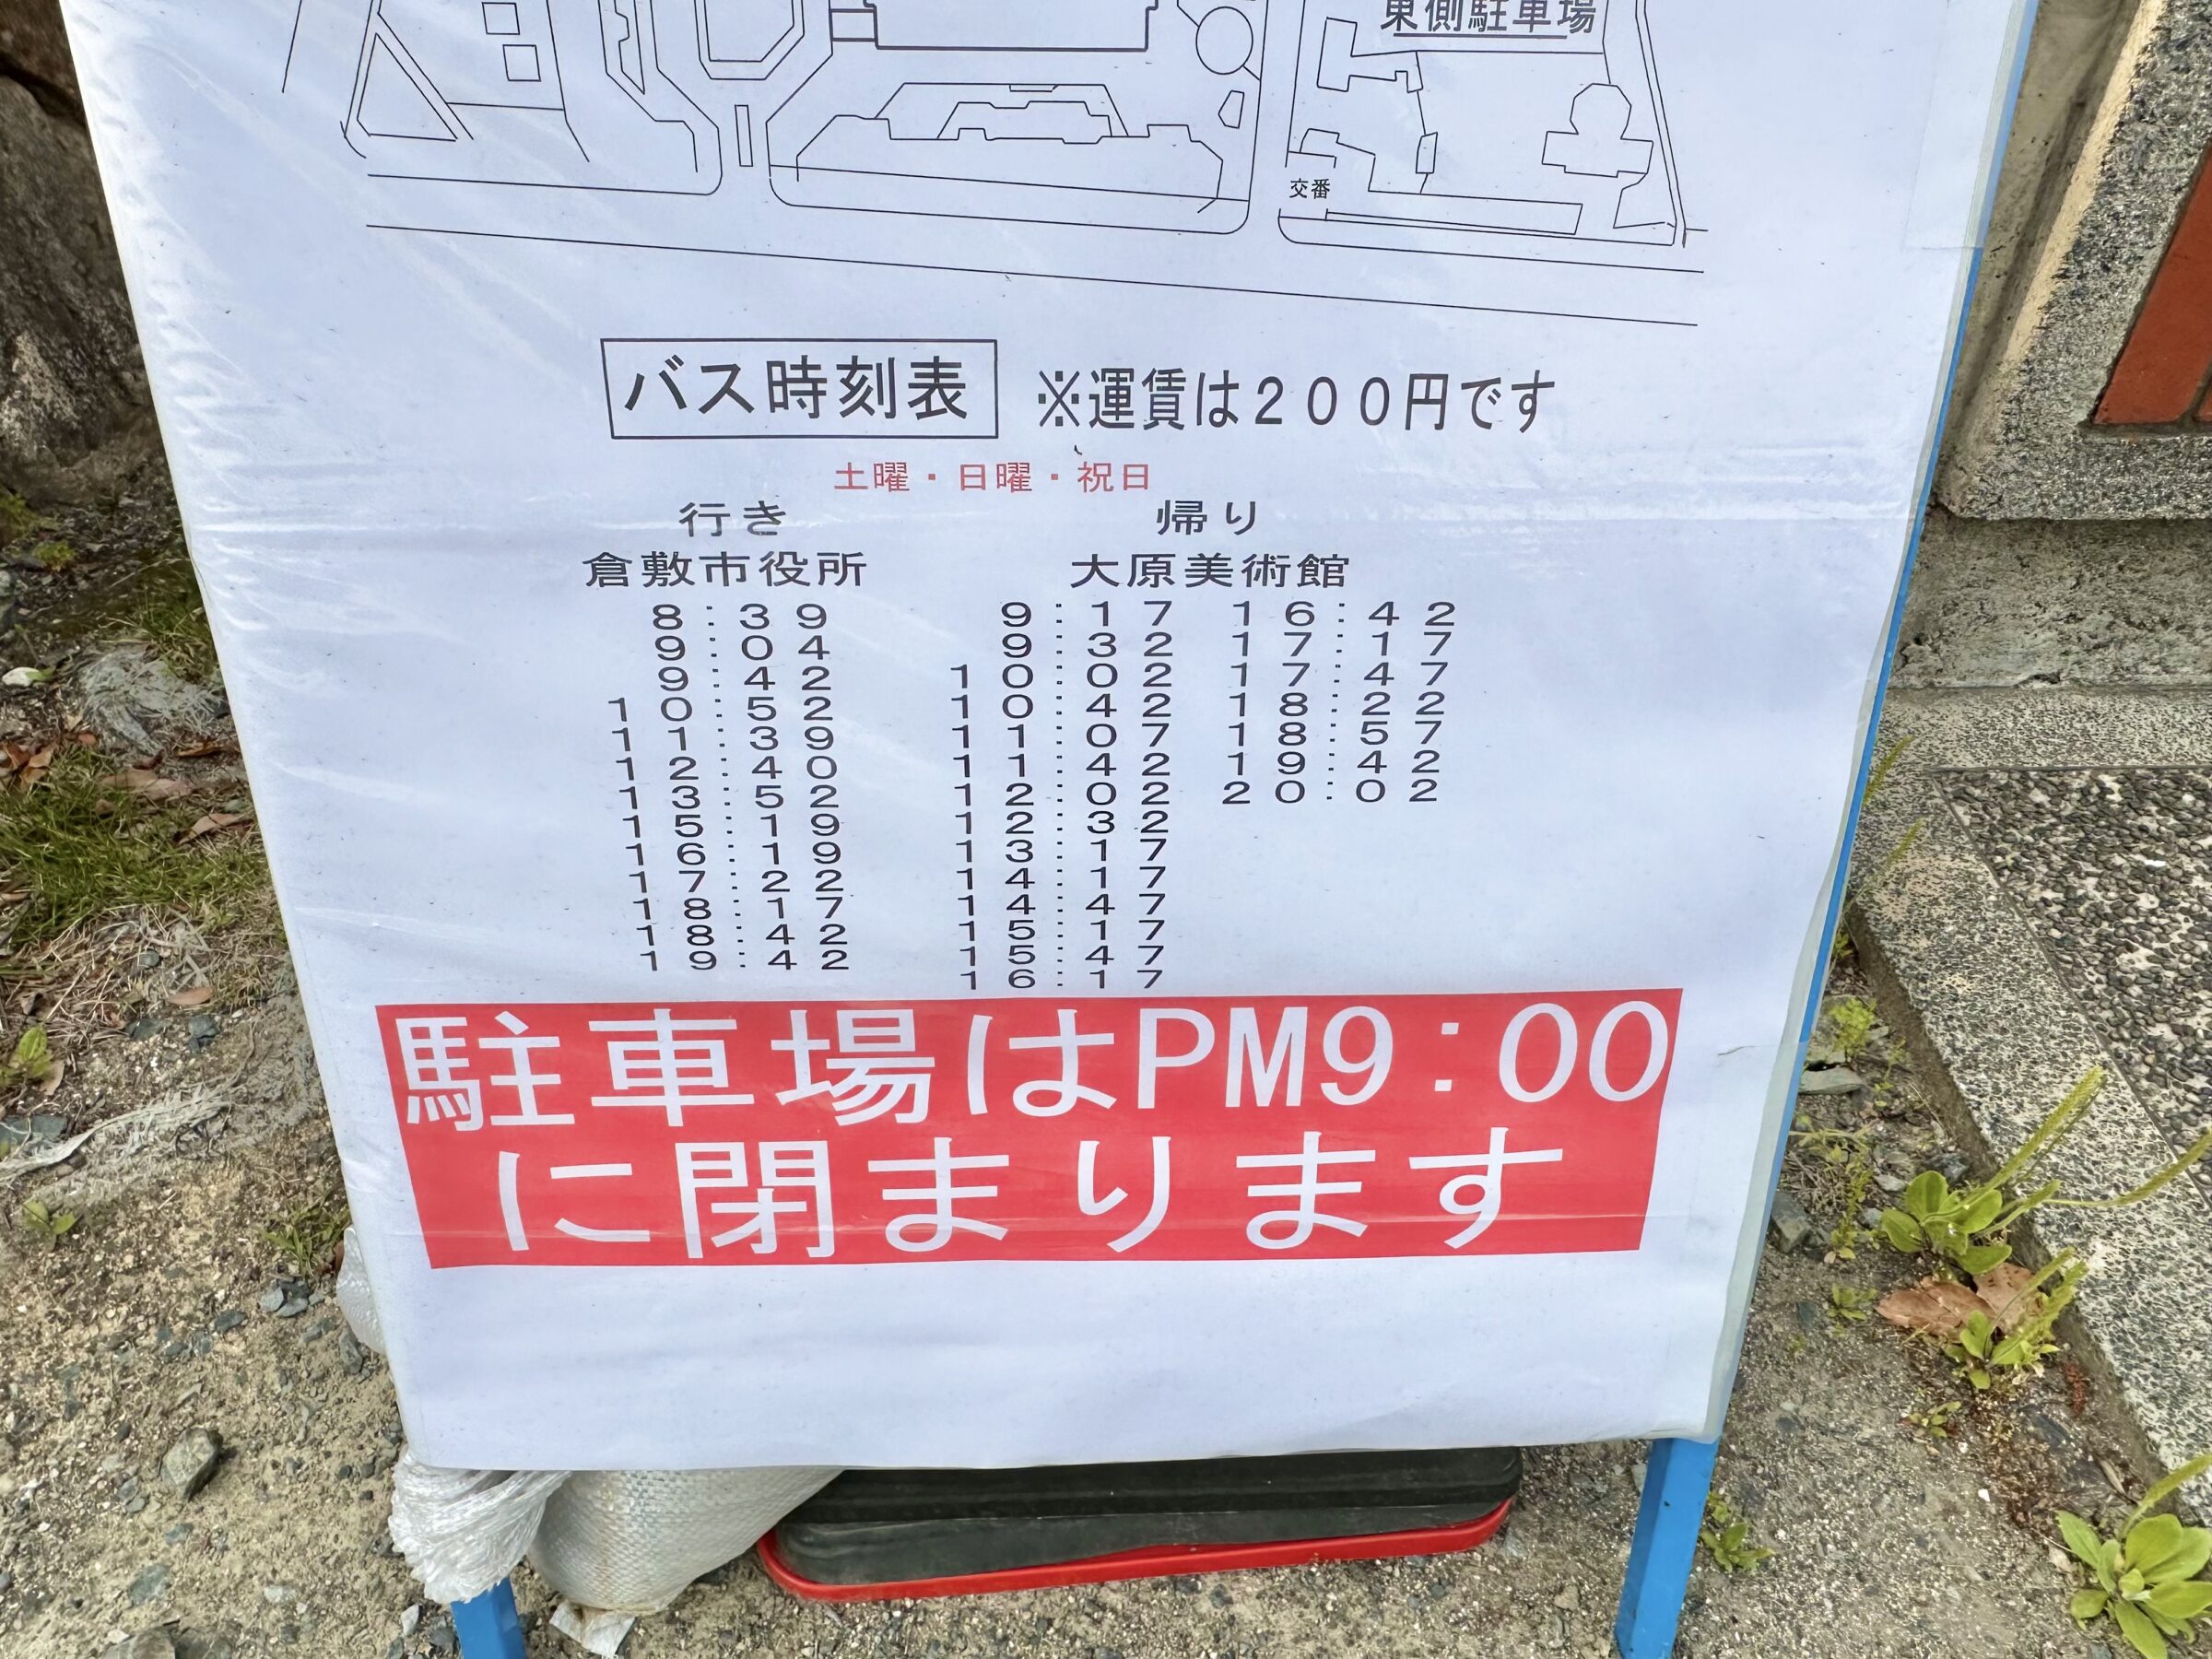 東側駐車場
交番
バス時刻表 ※運賃は200円です
土曜・日曜・祝日
行き 帰り
倉敷市役所 大原美術館
8:39 9:17 16:42
9:04 9:32 17:17
9:42 10:02 17:47
10:52 10:42 18:22
11:39 11:07 18:57
12:40 11:42 19:42
13:52 12:02 20:02
15:19 12:32
16:19 13:17
17:22 14:17
18:17 14:47
18:42 15:17
19:42 15:47
16:17
駐車場はPM9:00
に閉まります